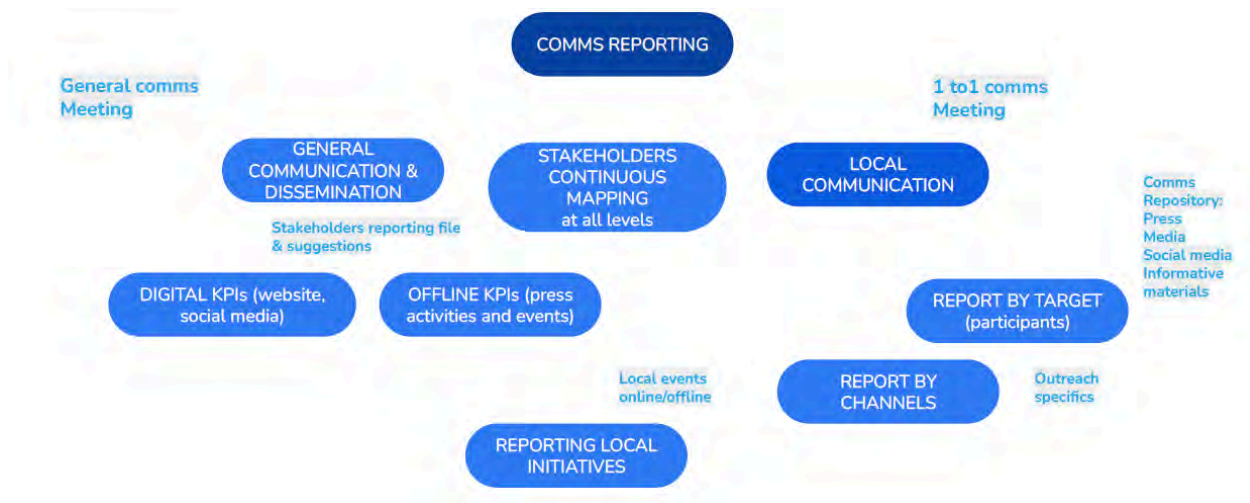 COMMS REPORTING
General comms
Meeting
1 to1 comms
Meeting
GENERAL
COMMUNICATION &
DISSEMINATION
STAKEHOLDERS
CONTINUOUS
MAPPING
at all levels
LOCAL
COMMUNICATION
Comms
Repository:
Press
Media
Social media
Informative
materials
Stakeholders reporting file
& suggestions
DIGITAL KPIs (website,
social media)
OFFLINE KPIs (press
activities and events)
REPORT BY TARGET
(participants)
Local events
online/offline
REPORT BY
CHANNELS
Outreach
specifics
REPORTING LOCAL
INITIATIVES